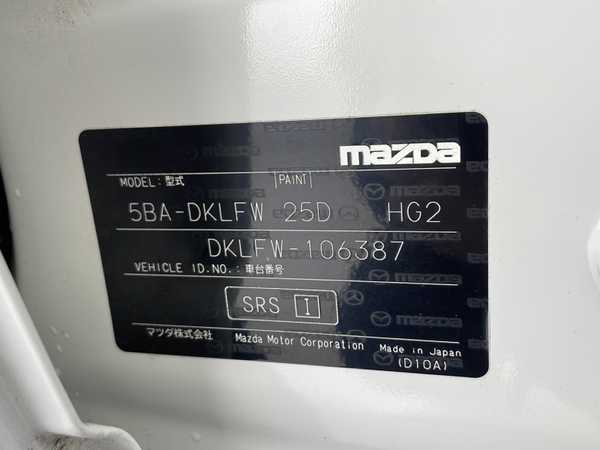 mazda
MODEL: 型式 |PAINT|
5BA-DKLFW 25D HG2
DKLFW-106387
VEHICLE ID.NO.: 車台番号
SRS I
マツダ株式会社 Mazda Motor Corporation Made in Japan
(D10A)